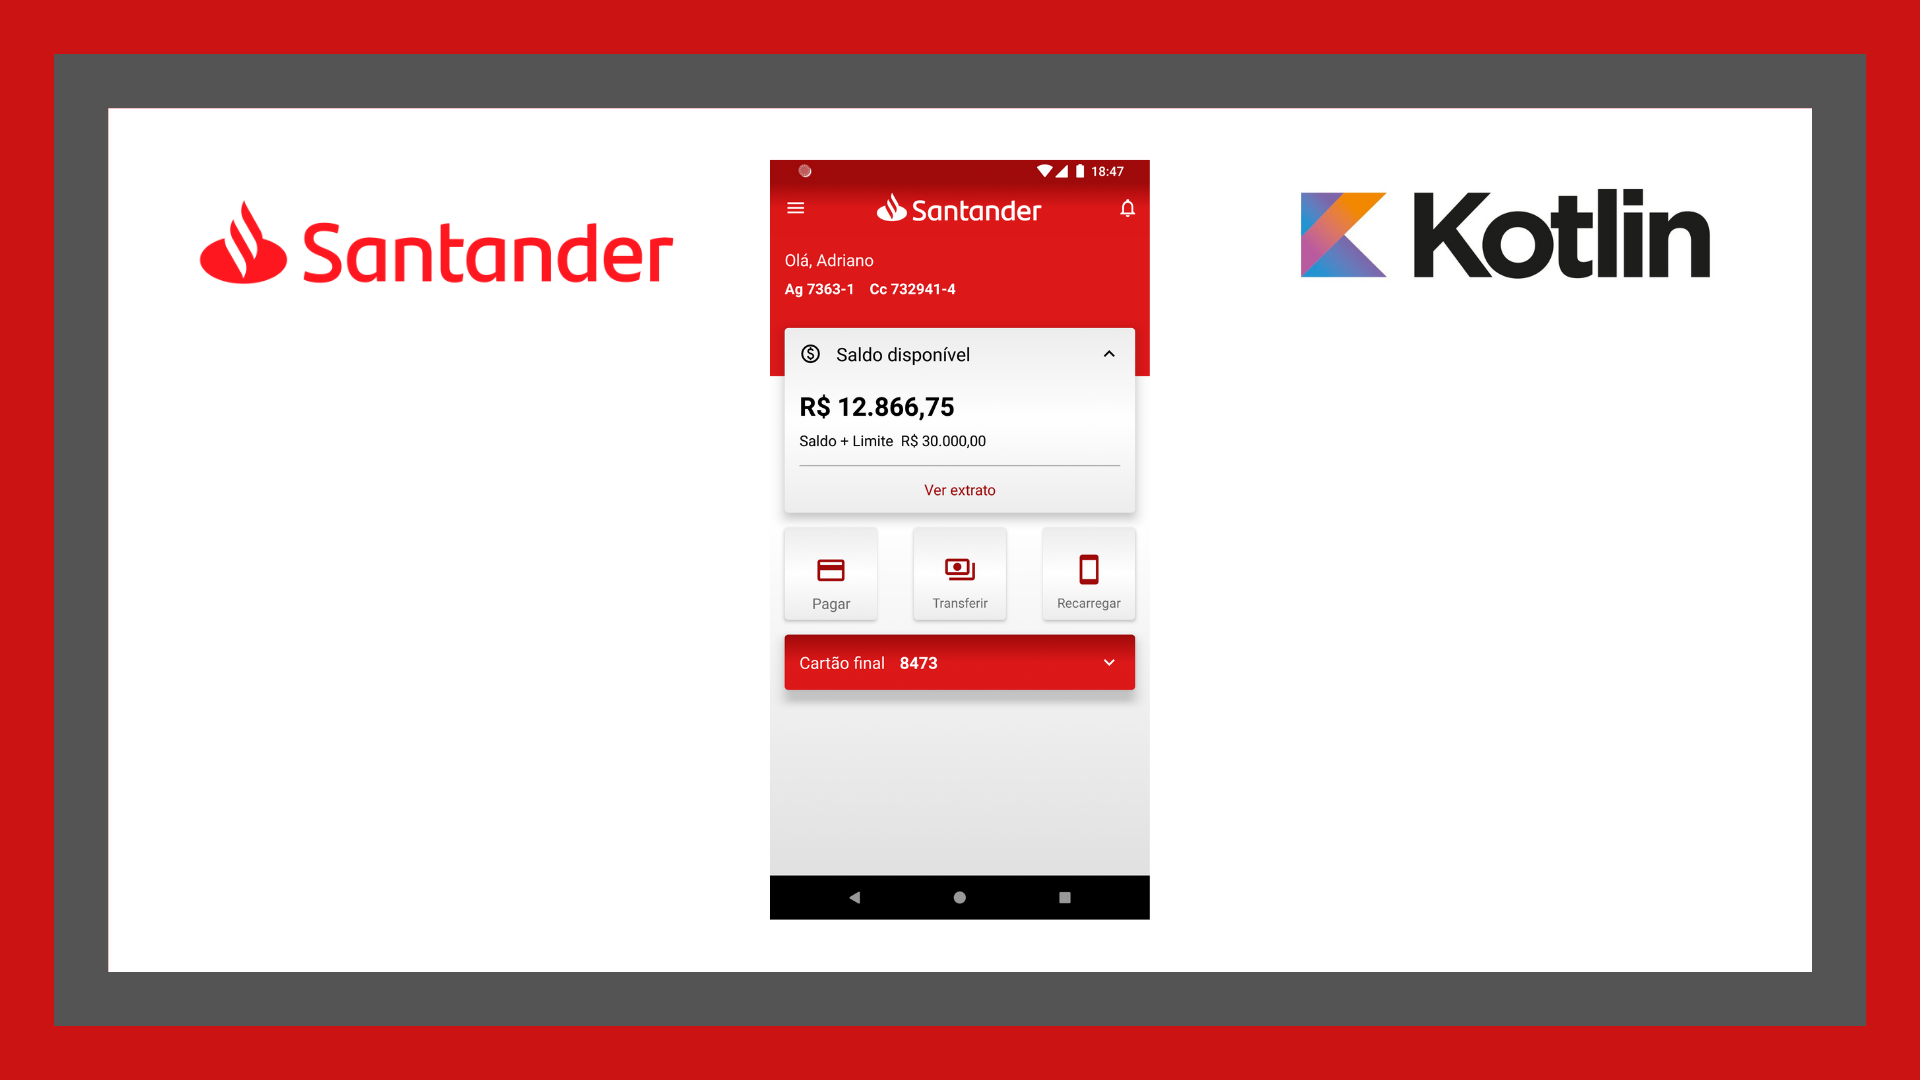 Santander
18:47
Santander
Olá, Adriano
Ag 7363-1 Cc 732941-4
Saldo disponível
R$ 12.866,75
Saldo + Limite R$ 30.000,00
Ver extrato
Pagar Transferir Recarregar
Cartão final 8473
Kotlin